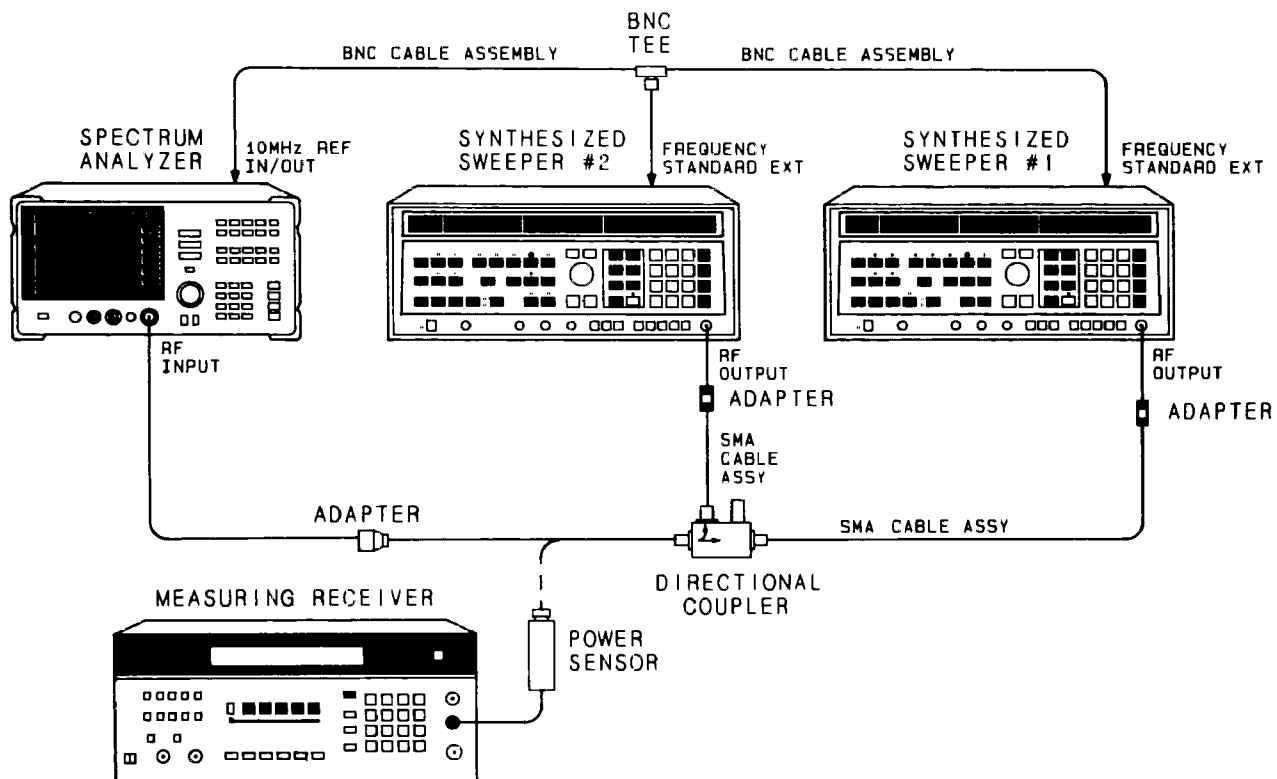 BNC
TEE
BNC CABLE ASSEMBLY
BNC CABLE ASSEMBLY
SPECTRUM
ANALYZER
10MHz REF
IN/OUT
SYNTHESIZED
SWEEPER #2
FREQUENCY
STANDARD EXT
SYNTHESIZED
SWEEPER #1
FREQUENCY
STANDARD EXT
RF
INPUT
RF
OUTPUT
ADAPTER
RF
OUTPUT
ADAPTER
SMA
CABLE
ASSY
ADAPTER
SMA CABLE ASSY
DIRECTIONAL
COUPLER
MEASURING RECEIVER
POWER
SENSOR